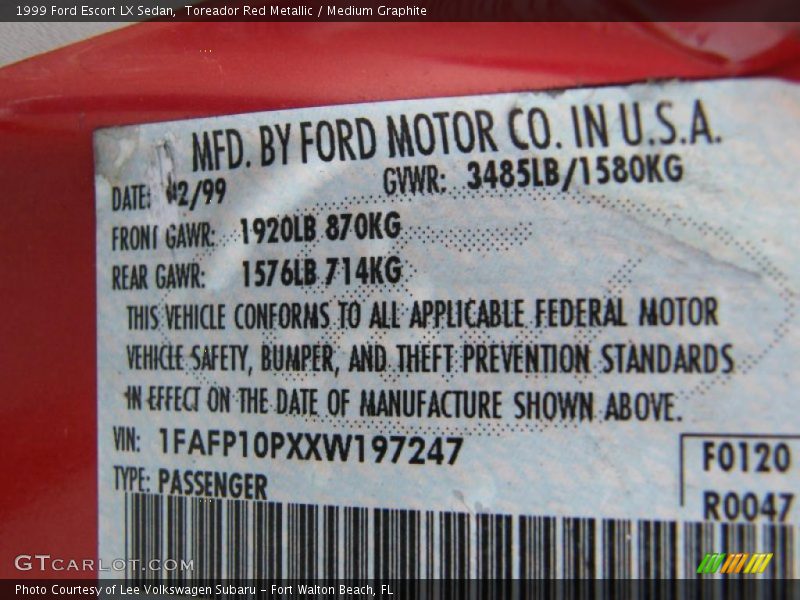 1999 Ford Escort LX Sedan, Toreador Red Metallic / Medium Graphite
MFD. BY FORD MOTOR CO. IN U.S.A.
DATE: 2/99 GVWR: 3485LB/1580KG
FRONT GAWR: 1920LB 870KG
REAR GAWR: 1576LB 714KG
THIS VEHICLE CONFORMS TO ALL APPLICABLE FEDERAL MOTOR
VEHICLE SAFETY, BUMPER, AND THEFT PREVENTION STANDARDS
IN EFFECT ON THE DATE OF MANUFACTURE SHOWN ABOVE.
VIN: 1FAFP10PXXW197247
F0120
TYPE: PASSENGER
R0047
GTCARLOT.COM
Photo Courtesy of Lee Volkswagen Subaru - Fort Walton Beach, FL